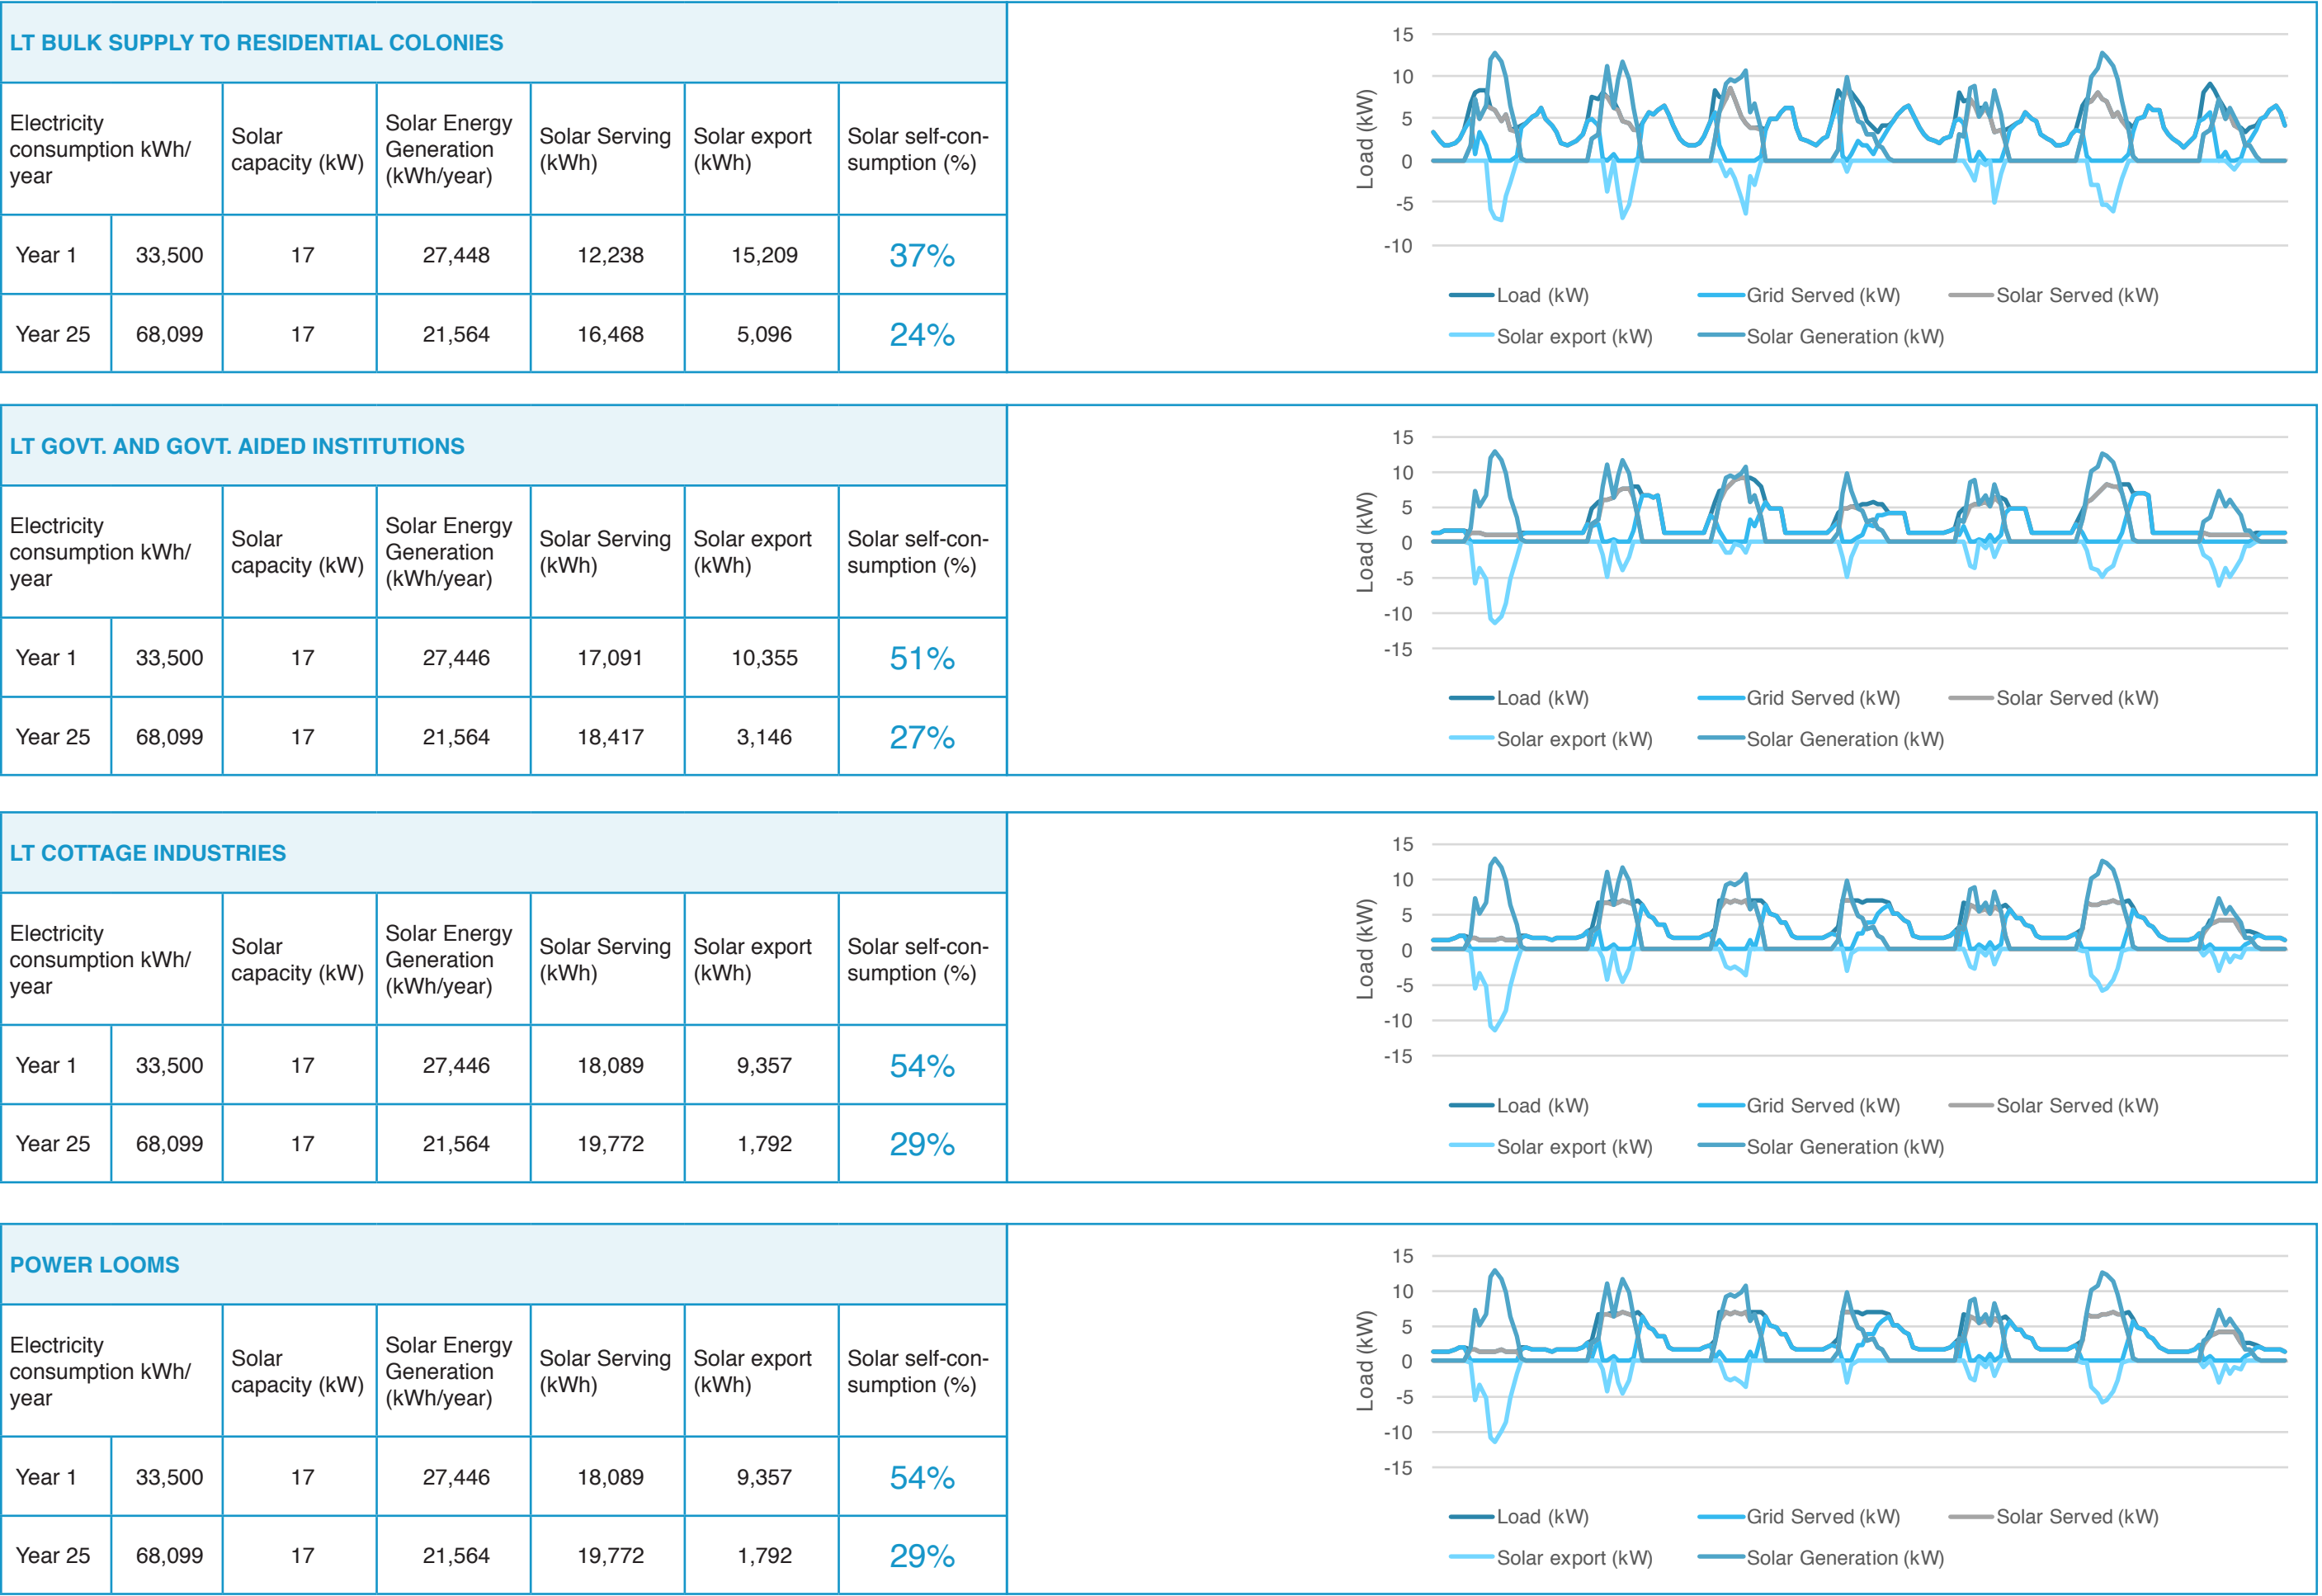 LT BULK SUPPLY TO RESIDENTIAL COLONIES
Electricity
consumption kWh/
year
Solar
capacity (kW)
Solar Energy
Generation
(kWh/year)
Solar Serving
(kWh)
Solar export
(kWh)
Solar self-con-
sumption (%)
Year 1 33,500 17 27,448 12,238 15,209 37%
Year 25 68,099 17 21,564 16,468 5,096 24%
Load (kW)
15
10
5
0
-5
-10
Load (kW) Grid Served (kW) Solar Served (kW)
Solar export (kW) Solar Generation (kW)
LT GOVT. AND GOVT. AIDED INSTITUTIONS
Electricity
consumption kWh/
year
Solar
capacity (kW)
Solar Energy
Generation
(kWh/year)
Solar Serving
(kWh)
Solar export
(kWh)
Solar self-con-
sumption (%)
Year 1 33,500 17 27,446 17,091 10,355 51%
Year 25 68,099 17 21,564 18,417 3,146 27%
Load (kW)
15
10
5
0
-5
-10
-15
Load (kW) Grid Served (kW) Solar Served (kW)
Solar export (kW) Solar Generation (kW)
LT COTTAGE INDUSTRIES
Electricity
consumption kWh/
year
Solar
capacity (kW)
Solar Energy
Generation
(kWh/year)
Solar Serving
(kWh)
Solar export
(kWh)
Solar self-con-
sumption (%)
Year 1 33,500 17 27,446 18,089 9,357 54%
Year 25 68,099 17 21,564 19,772 1,792 29%
Load (kW)
15
10
5
0
-5
-10
-15
Load (kW) Grid Served (kW) Solar Served (kW)
Solar export (kW) Solar Generation (kW)
POWER LOOMS
Electricity
consumption kWh/
year
Solar
capacity (kW)
Solar Energy
Generation
(kWh/year)
Solar Serving
(kWh)
Solar export
(kWh)
Solar self-con-
sumption (%)
Year 1 33,500 17 27,446 18,089 9,357 54%
Year 25 68,099 17 21,564 19,772 1,792 29%
Load (kW)
15
10
5
0
-5
-10
-15
Load (kW) Grid Served (kW) Solar Served (kW)
Solar export (kW) Solar Generation (kW)